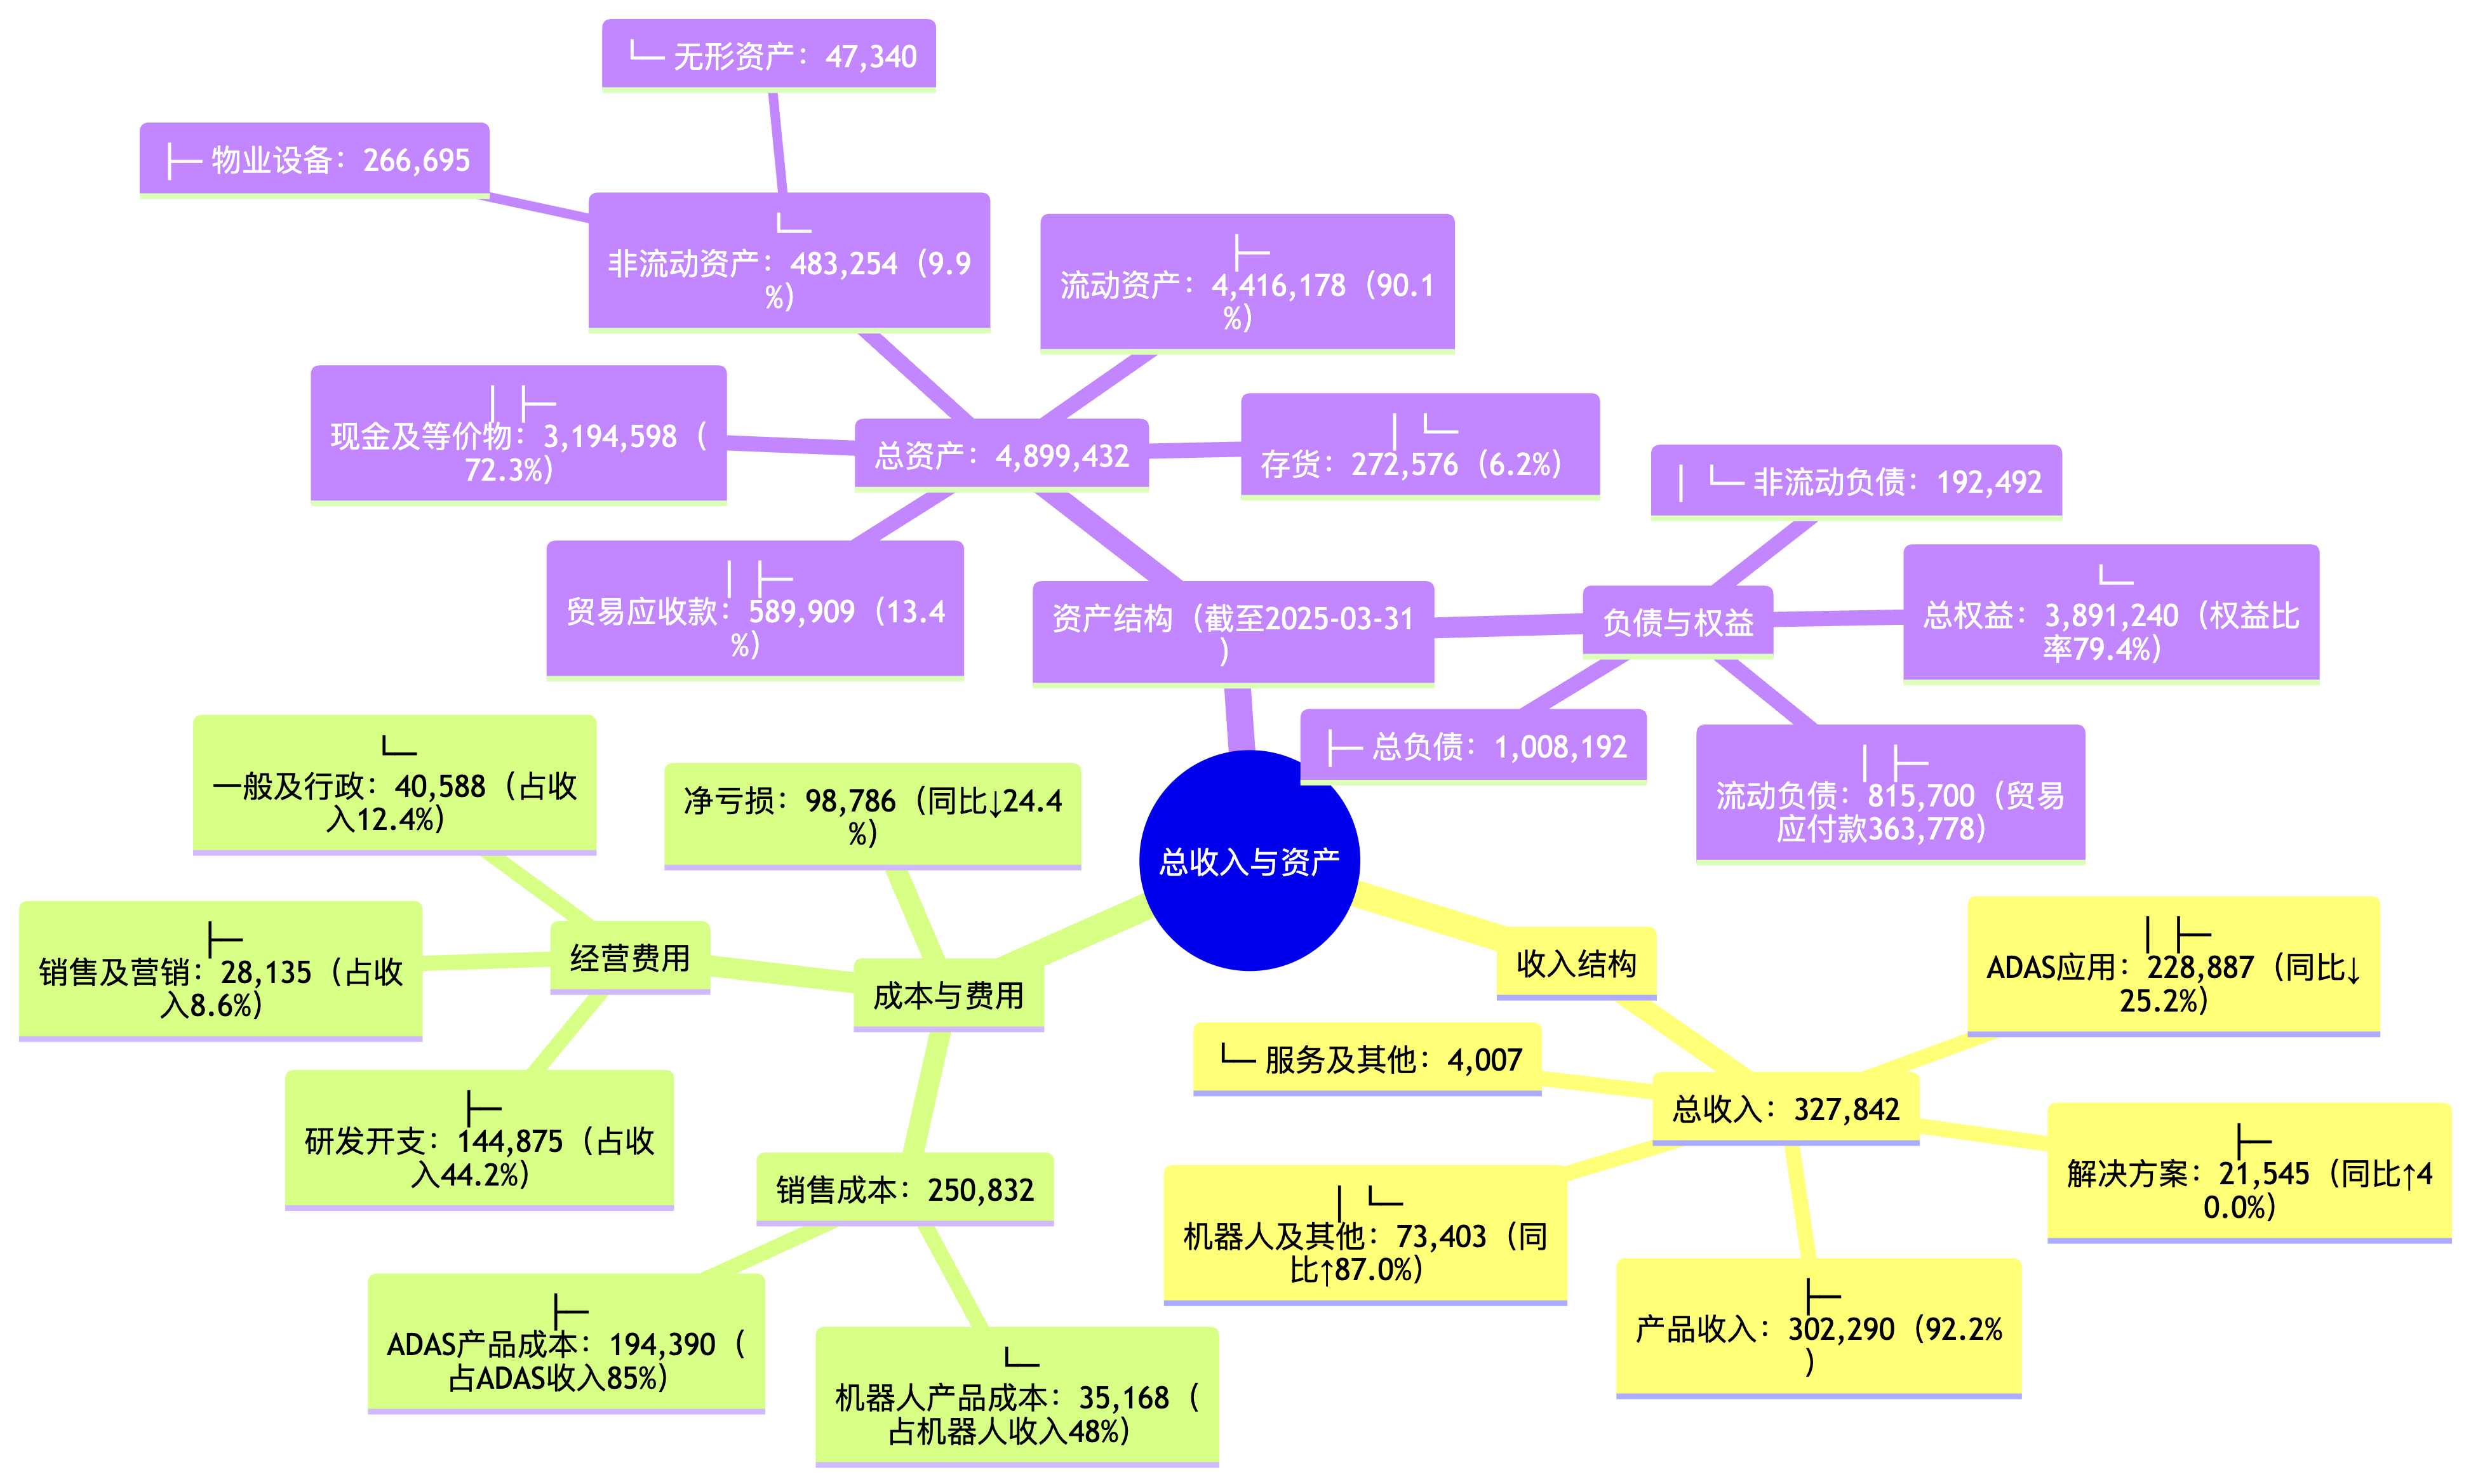 └─ 无形资产：47,340
├─ 物业设备：266,695
└─
非流动资产：483,254（9.9
%）
├─
流动资产：4,416,178（90.1
%）
│ ├─
现金及等价物：3,194,598（
72.3%）
总资产：4,899,432
│ └─
存货：272,576（6.2%）
│ ├─
贸易应收款：589,909（13.4
%）
资产结构（截至2025-03-31
）
│ └─ 非流动负债：192,492
负债与权益
└─
总权益：3,891,240（权益比
率79.4%）
├─ 总负债：1,008,192
│ ├─
流动负债：815,700（贸易
应付款363,778）
总收入与资产
└─
一般及行政：40,588（占收
入12.4%）
净亏损：98,786（同比↓24.4
%）
├─
销售及营销：28,135（占收
入8.6%）
经营费用
成本与费用
├─
研发开支：144,875（占收
入44.2%）
销售成本：250,832
├─
ADAS产品成本：194,390（
占ADAS收入85%）
└─
机器人产品成本：35,168（
占机器人收入48%）
收入结构
│ ├─
ADAS应用：228,887（同比↓
25.2%）
└─ 服务及其他：4,007
总收入：327,842
├─
解决方案：21,545（同比↑4
0.0%）
│ └─
机器人及其他：73,403（同
比↑87.0%）
├─
产品收入：302,290（92.2%
）